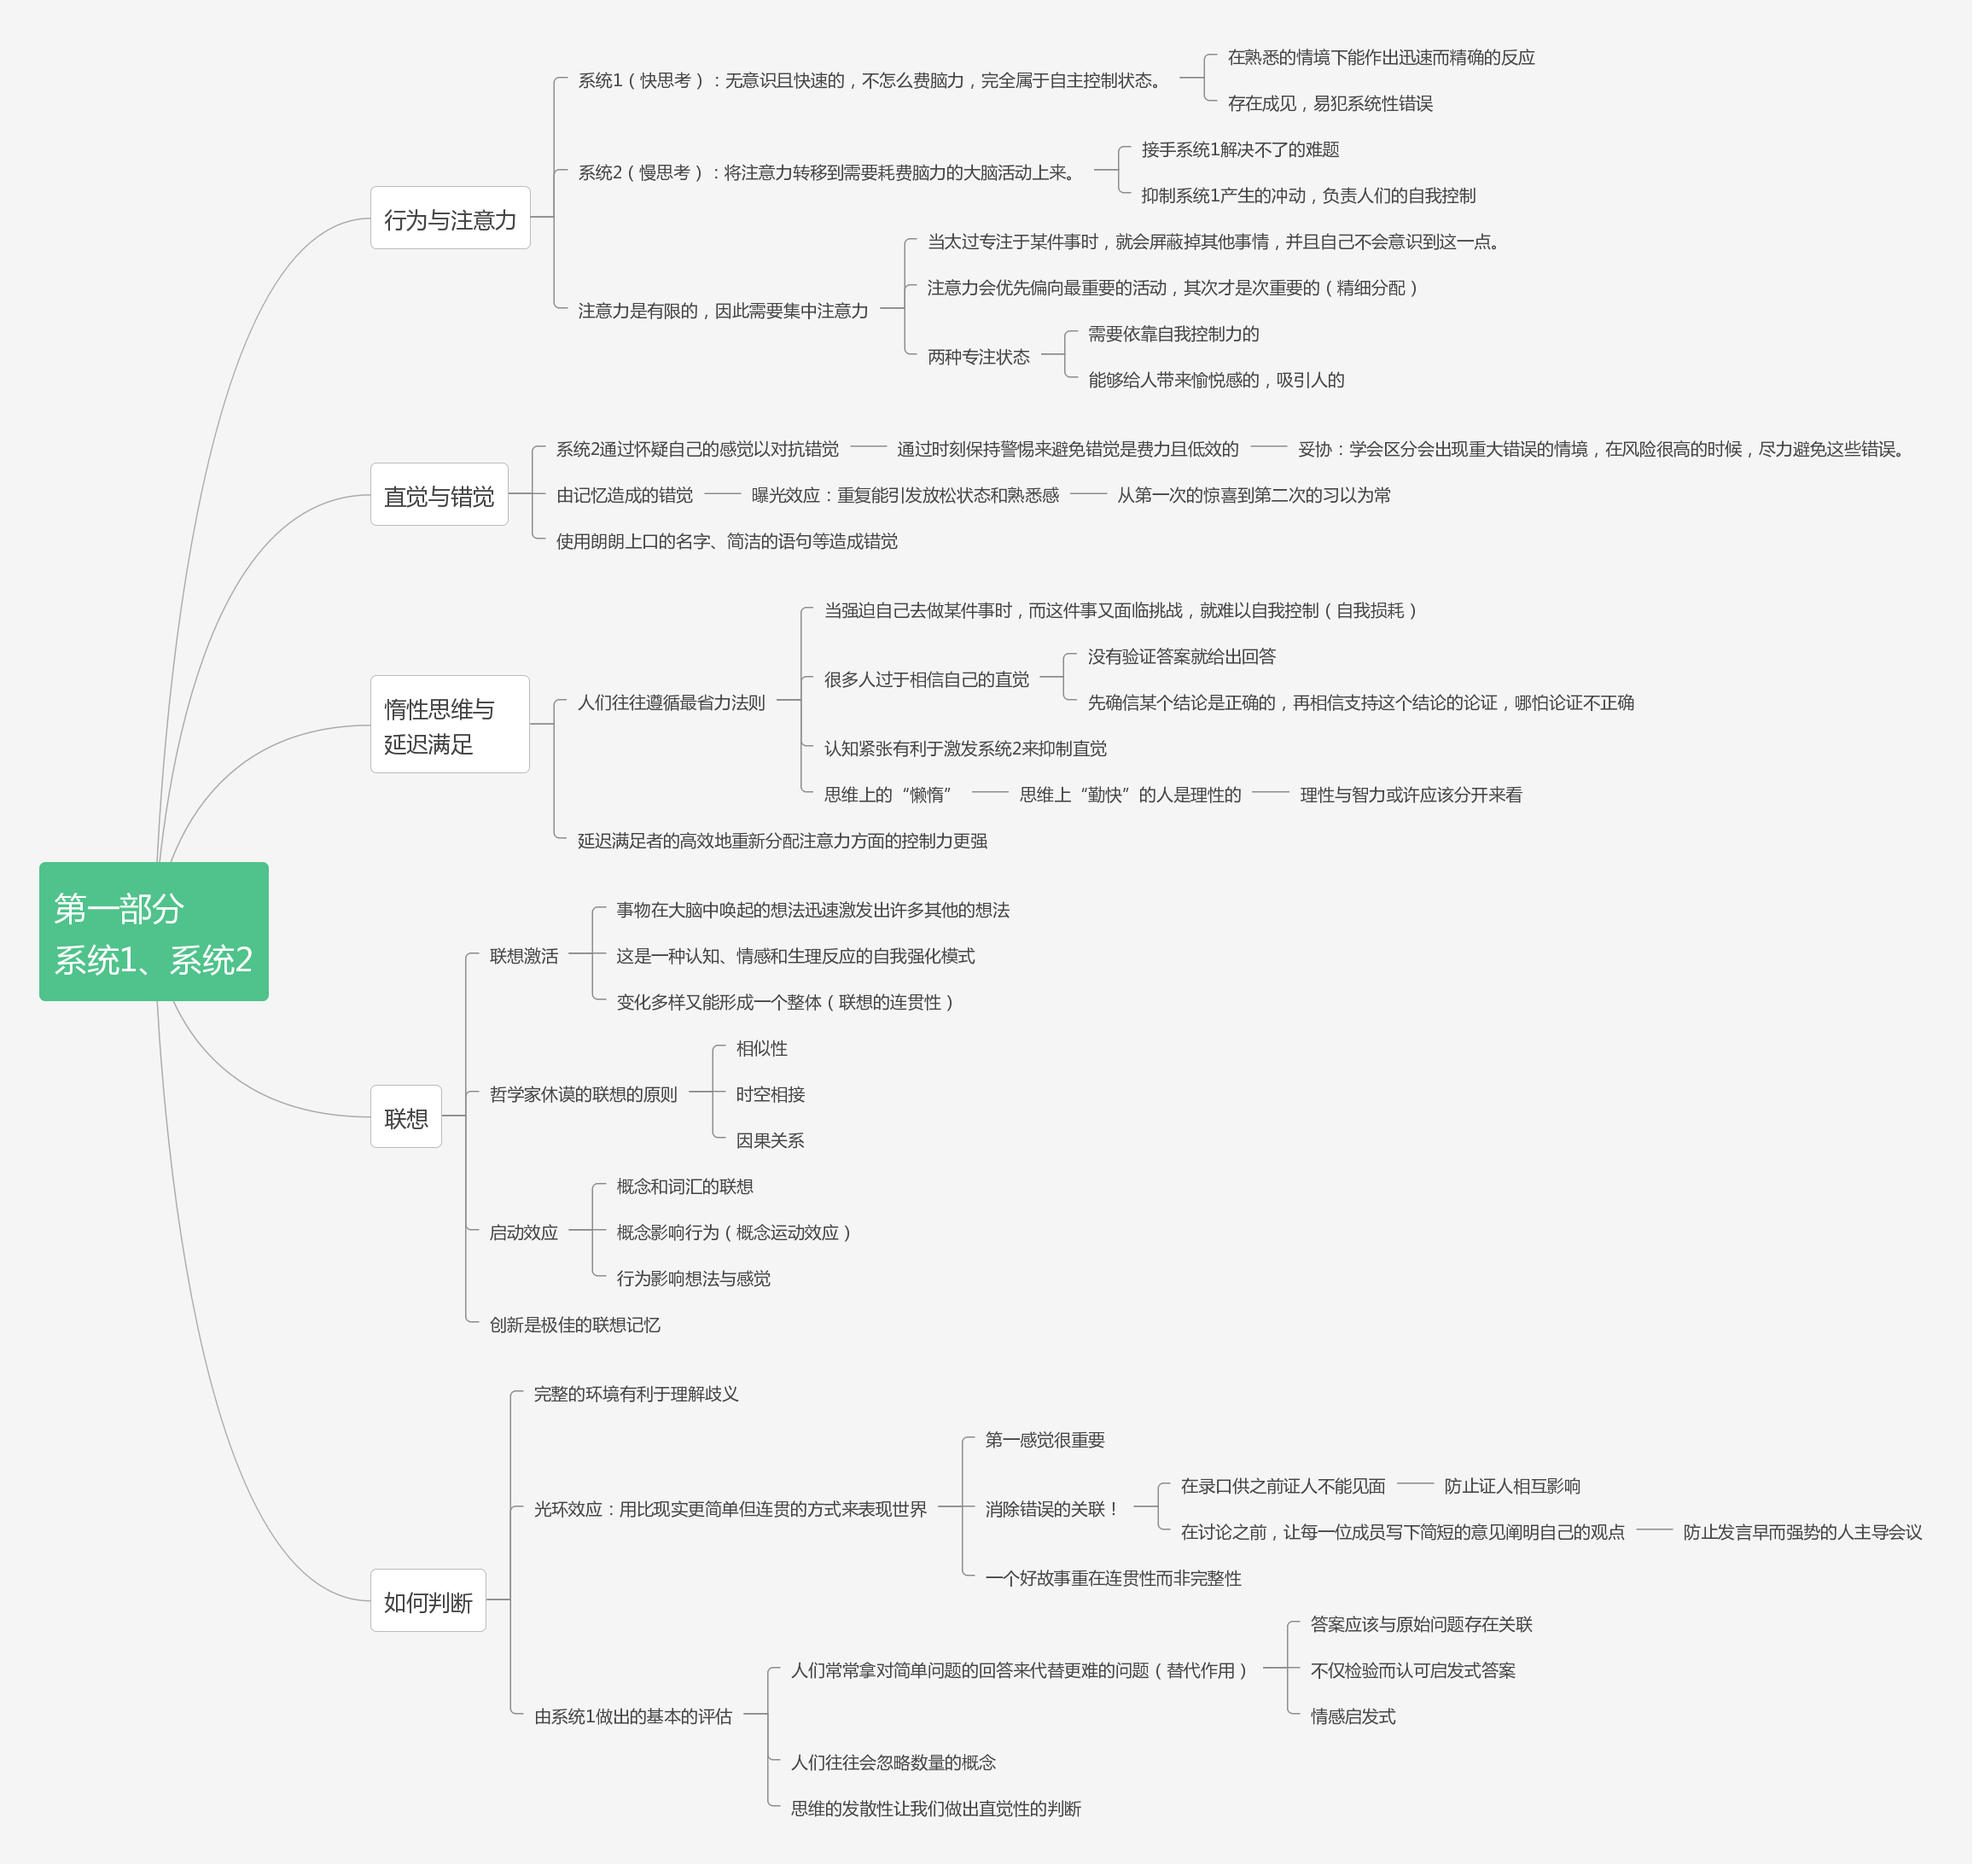 第一部分
系统1、系统2
行为与注意力
系统1（快思考）：无意识且快速的，不怎么费脑力，完全属于自主控制状态。
在熟悉的情境下能作出迅速而精确的反应
存在成见，易犯系统性错误
系统2（慢思考）：将注意力转移到需要耗费脑力的大脑活动上来。
接手系统1解决不了的难题
抑制系统1产生的冲动，负责人们的自我控制
注意力是有限的，因此需要集中注意力
当太过专注于某件事时，就会屏蔽掉其他事情，并且自己不会意识到这一点。
注意力会优先偏向最重要的活动，其次才是次重要的（精细分配）
两种专注状态
需要依靠自我控制力的
能够给人带来愉悦感的，吸引人的
直觉与错觉
系统2通过怀疑自己的感觉以对抗错觉
通过时刻保持警惕来避免错觉是费力且低效的
妥协：学会区分会出现重大错误的情境，在风险很高的时候，尽力避免这些错误。
由记忆造成的错觉
曝光效应：重复能引发放松状态和熟悉感
从第一次的惊喜到第二次的习以为常
使用朗朗上口的名字、简洁的语句等造成错觉
惰性思维与
延迟满足
人们往往遵循最省力法则
当强迫自己去做某件事时，而这件事又面临挑战，就难以自我控制（自我损耗）
很多人过于相信自己的直觉
没有验证答案就给出回答
先确信某个结论是正确的，再相信支持这个结论的论证，哪怕论证不正确
认知紧张有利于激发系统2来抑制直觉
思维上的“懒惰”
思维上“勤快”的人是理性的
理性与智力或许应该分开来看
延迟满足者的高效地重新分配注意力方面的控制力更强
联想
联想激活
事物在大脑中唤起的想法迅速激发出许多其他的想法
这是一种认知、情感和生理反应的自我强化模式
变化多样又能形成一个整体（联想的连贯性）
哲学家休谟的联想的原则
相似性
时空相接
因果关系
启动效应
概念和词汇的联想
概念影响行为（概念运动效应）
行为影响想法与感觉
创新是极佳的联想记忆
如何判断
完整的环境有利于理解歧义
光环效应：用比现实更简单但连贯的方式来表现世界
第一感觉很重要
消除错误的关联！
在录口供之前证人不能见面
防止证人相互影响
在讨论之前，让每一位成员写下简短的意见阐明自己的观点
防止发言早而强势的人主导会议
一个好故事重在连贯性而非完整性
由系统1做出的基本的评估
人们常常拿对简单问题的回答来代替更难的问题（替代作用）
答案应该与原始问题存在关联
不仅检验而认可启发式答案
情感启发式
人们往往会忽略数量的概念
思维的发散性让我们做出直觉性的判断